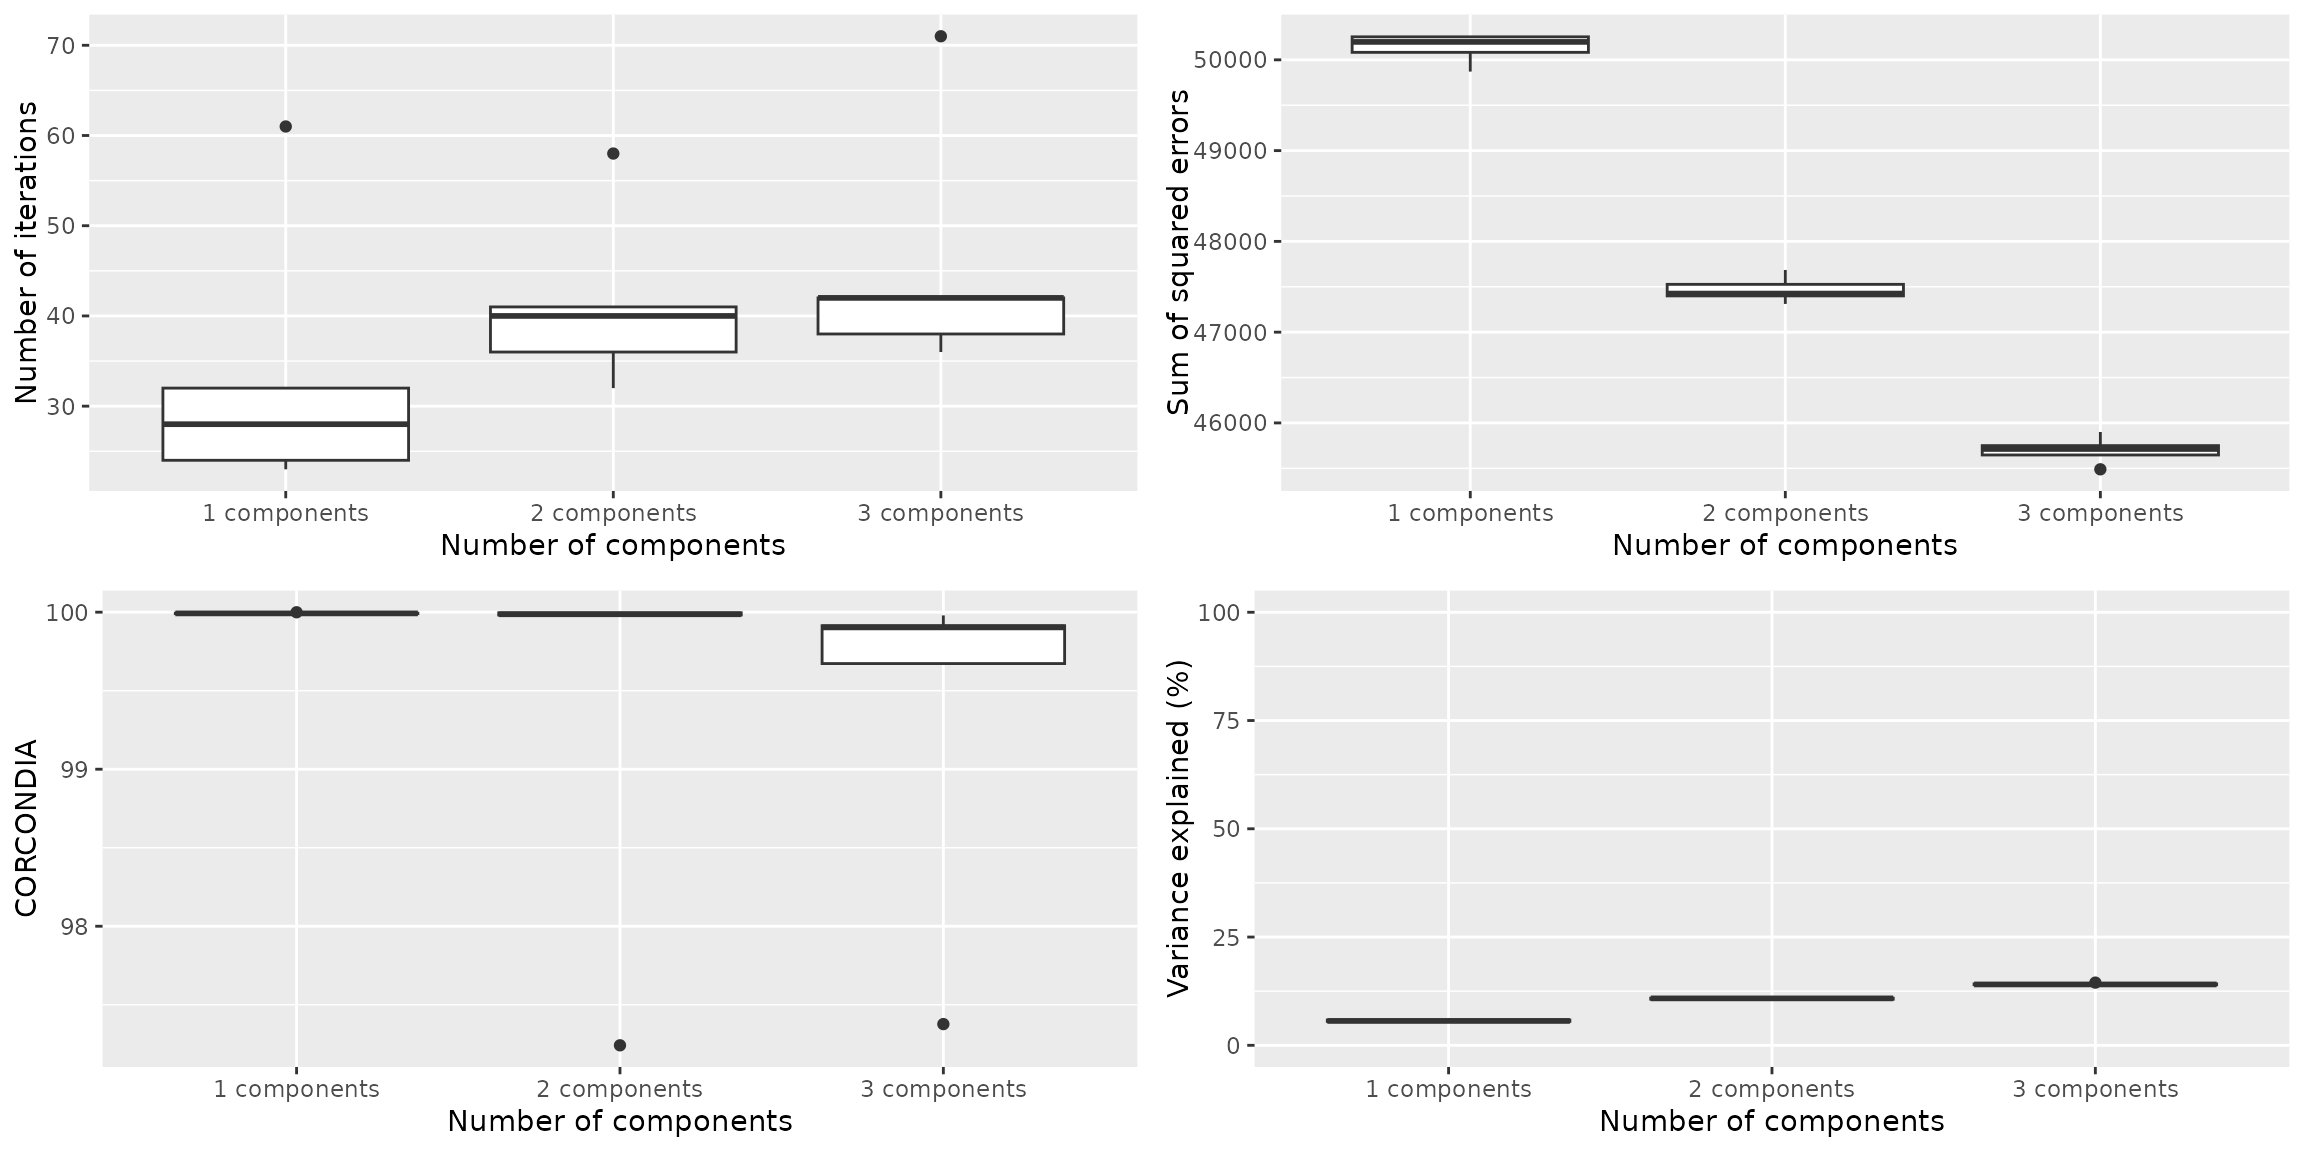 Number of iterations
70
60
50
40
30
1 components
2 components
3 components
Number of components
Sum of squared errors
50000
49000
48000
47000
46000
1 components
2 components
3 components
Number of components
CORCONDIA
100
99
98
1 components
2 components
3 components
Number of components
Variance explained (%)
100
75
50
25
0
1 components
2 components
3 components
Number of components